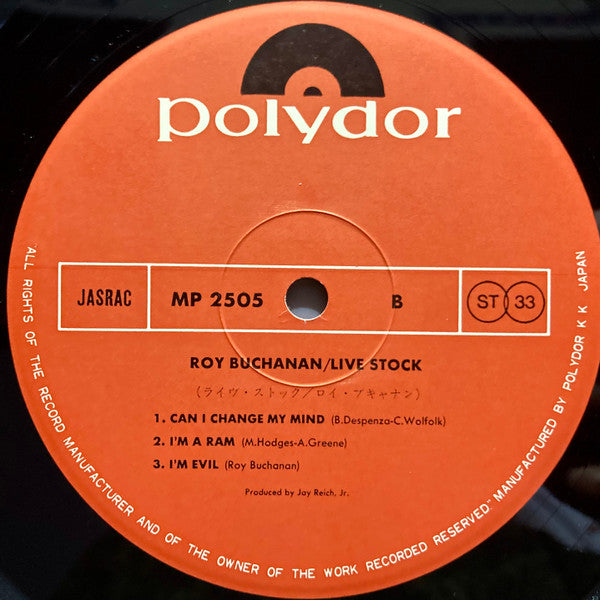 polydor
JASRAC MP 2505 B ST 33
ROY BUCHANAN/LIVE STOCK
(ライヴ・ストック/ロイ・ブキャナン)
1. CAN I CHANGE MY MIND (B.Despenza-C.Wolfolk)
2. I'M A RAM (M.Hodges-A.Greene)
3. I'M EVIL (Roy Buchanan)
Produced by Jay Reich, Jr.
"ALL RIGHTS OF THE RECORD MANUFACTURER AND OF THE OWNER OF THE WORK RECORDED RESERVED." MANUFACTURED BY POLYDOR K K JAPAN